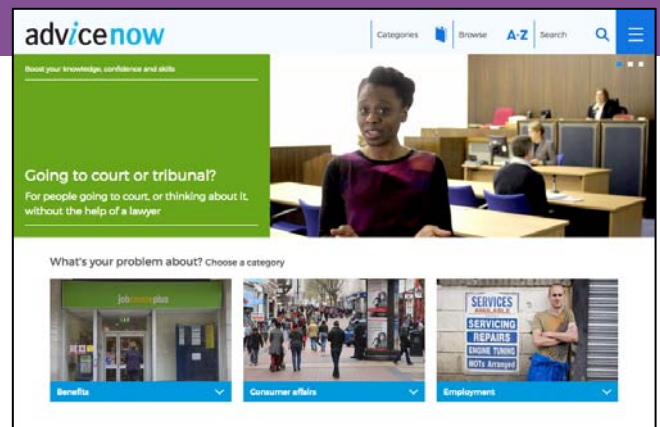 advicenow
Categories
Browse
A-Z
Search
Boost your knowledge, confidence and skills
Going to court or tribunal?
For people going to court, or thinking about it,
without the help of a lawyer
What's your problem about? Choose a category
jobcentreplus
SERVICES
AVAILABLE
SERVICING
REPAIRS
ENGINE TUNING
MOTs Arranged
Benefits
Consumer affairs
Employment